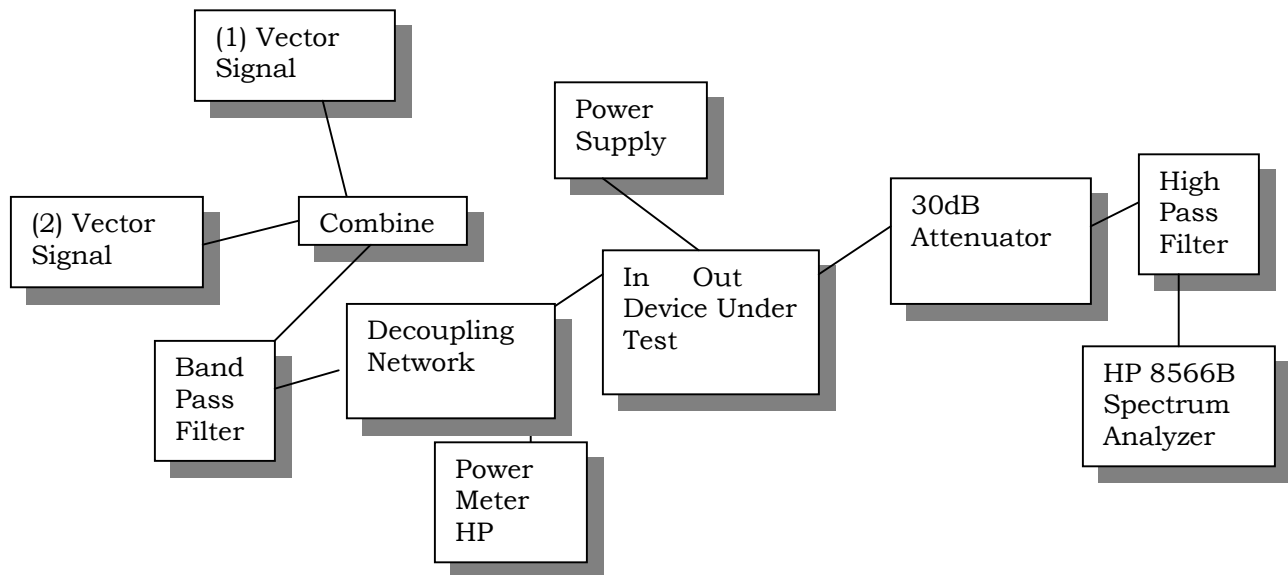 (1) Vector
Signal
(2) Vector
Signal
Combine
Band
Pass
Filter
Decoupling
Network
Power
Meter
HP
Power
Supply
In Out
Device Under
Test
30dB
Attenuator
High
Pass
Filter
HP 8566B
Spectrum
Analyzer